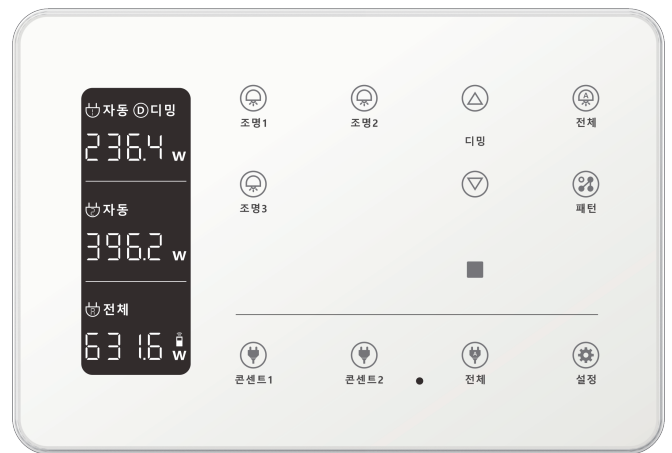 자동 Ⓓ디밍
236.4 W
자동
396.2 W
전체
631.6 W
조명1
조명2
전체
디밍
조명3
패턴
콘센트1
콘센트2
전체
설정